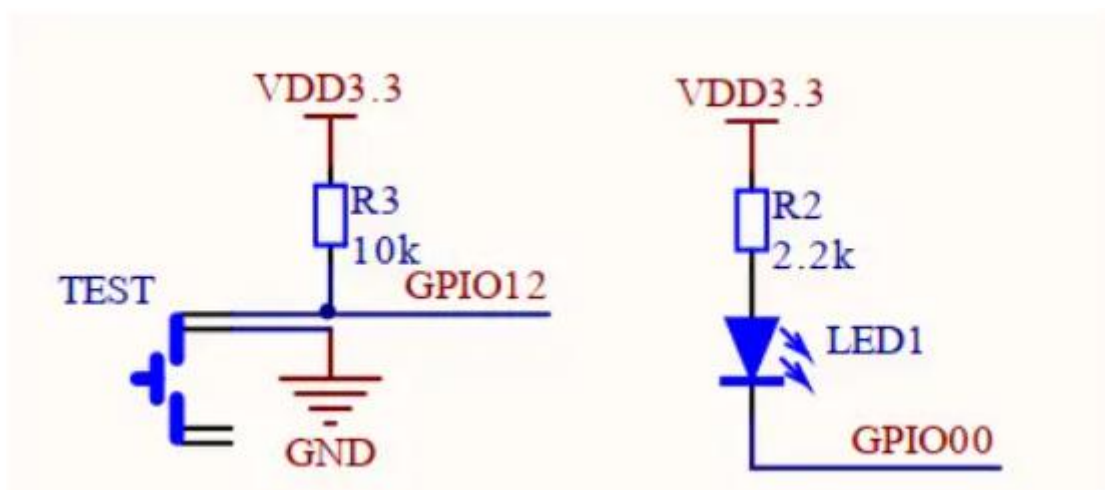 VDD3.3
R3
10k
GPIO12
TEST
GND
VDD3.3
R2
2.2k
LED1
GPIO00